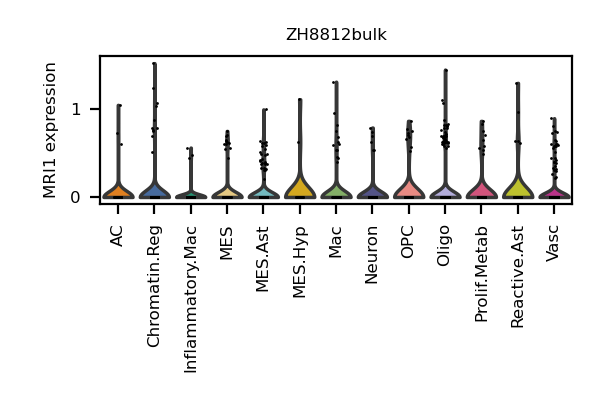 ZH8812bulk
MRI1 expression
1
0
AC
Chromatin.Reg
Inflammatory.Mac
MES
MES.Ast
MES.Hyp
Mac
Neuron
OPC
Oligo
Prolif.Metab
Reactive.Ast
Vasc